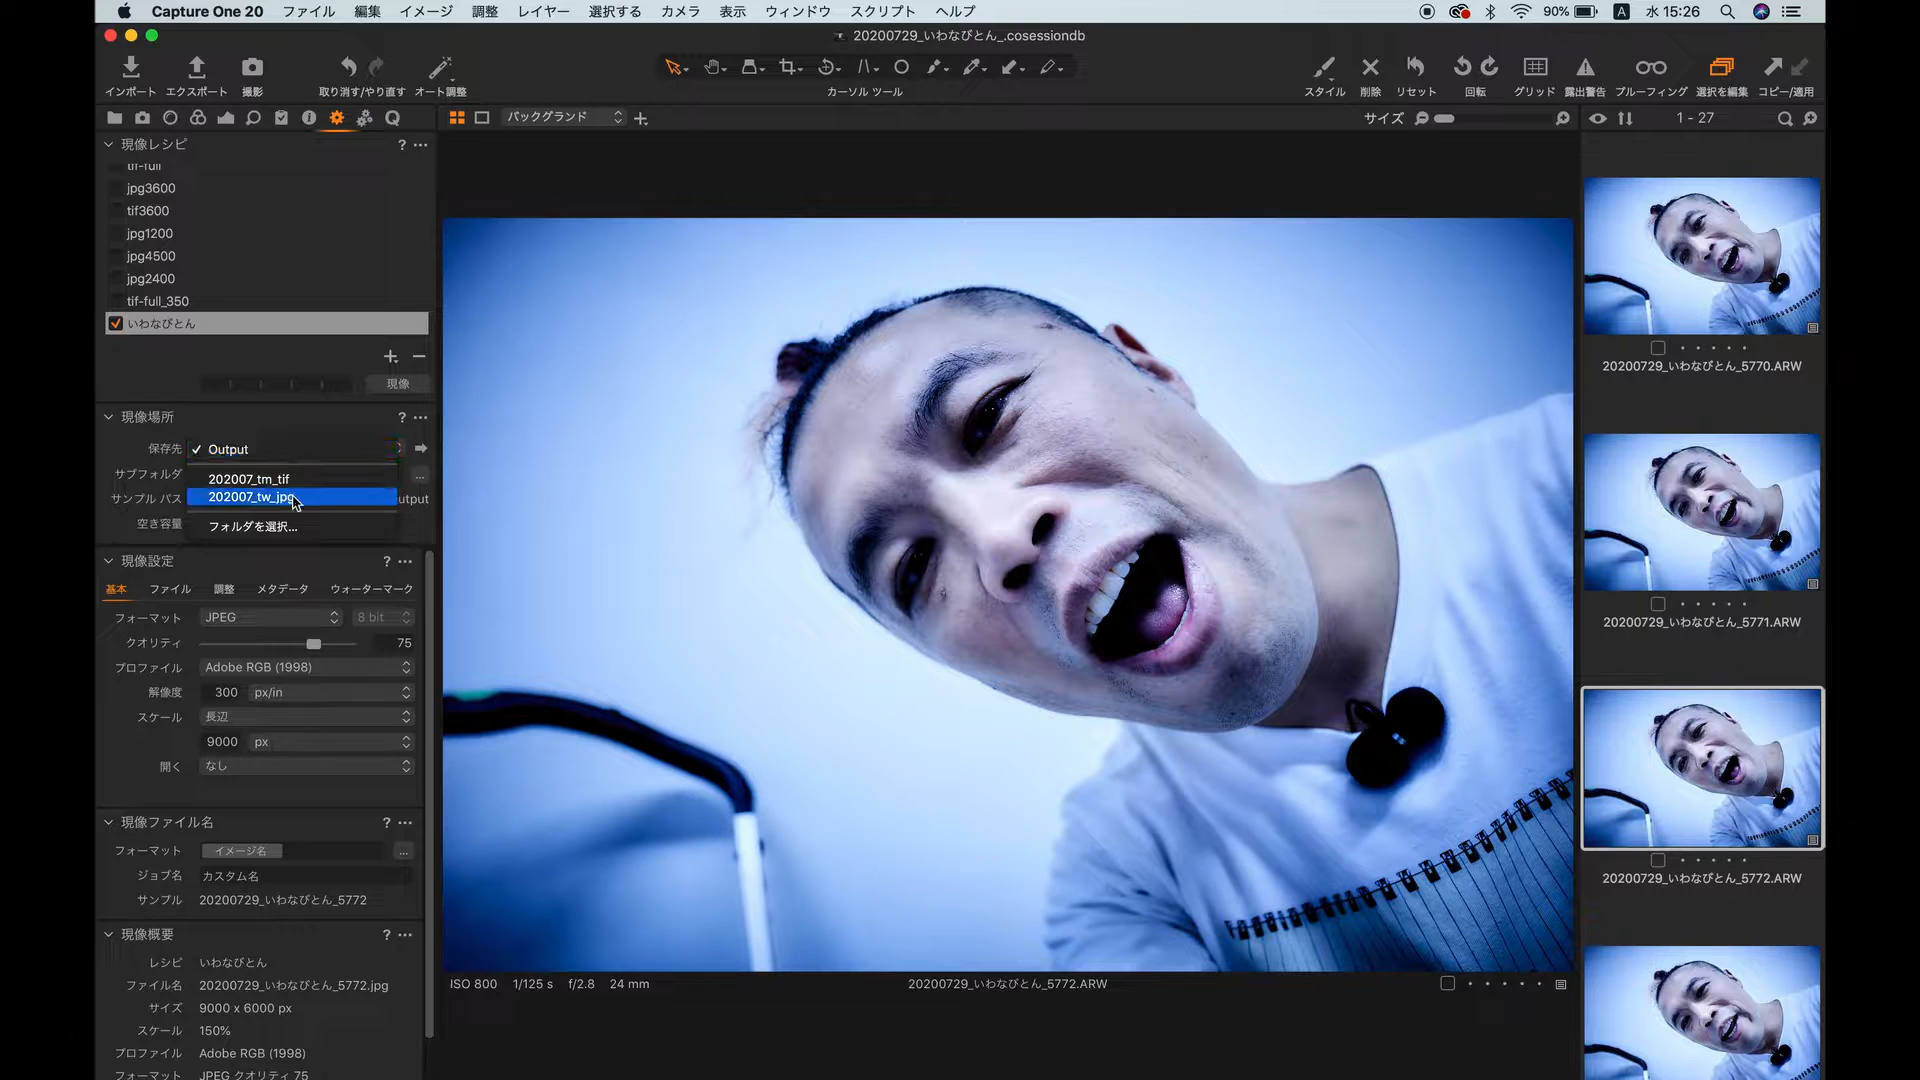 Capture One 20 ファイル 編集 イメージ 調整 レイヤー 選択する カメラ 表示 ウィンドウ スクリプト ヘルプ 90% A 水 15:26
20200729_いわなびとん_.cosessiondb
インポート エクスポート 撮影 取り消す/やり直す オート調整 カーソル ツール スタイル 削除 リセット 回転 グリッド 露出警告 プルーフィング 選択を編集 コピー/適用
バックグランド サイズ 1 - 27
現像レシピ ? ...
tif-full
jpg3600
tif3600
jpg1200
jpg4500
jpg2400
tif-full_350
いわなびとん
現像
現像場所 ? ...
保存先 ✓ Output
サブフォルダ ...
202007_tm_tif
サンプル パス 202007_tw_jpg utput
空き容量 フォルダを選択...
現像設定 ? ...
基本 ファイル 調整 メタデータ ウォーターマーク
フォーマット JPEG 8 bit
クオリティ 75
プロファイル Adobe RGB (1998)
解像度 300 px/in
スケール 長辺
9000 px
開く なし
現像ファイル名 ? ...
フォーマット イメージ名 ...
ジョブ名 カスタム名
サンプル 20200729_いわなびとん_5772
現像概要 ? ...
レシピ いわなびとん
ファイル名 20200729_いわなびとん_5772.jpg
サイズ 9000 x 6000 px
スケール 150%
プロファイル Adobe RGB (1998)
フォーマット JPEG クオリティ 75
ISO 800 1/125 s f/2.8 24 mm 20200729_いわなびとん_5772.ARW
20200729_いわなびとん_5770.ARW
20200729_いわなびとん_5771.ARW
20200729_いわなびとん_5772.ARW